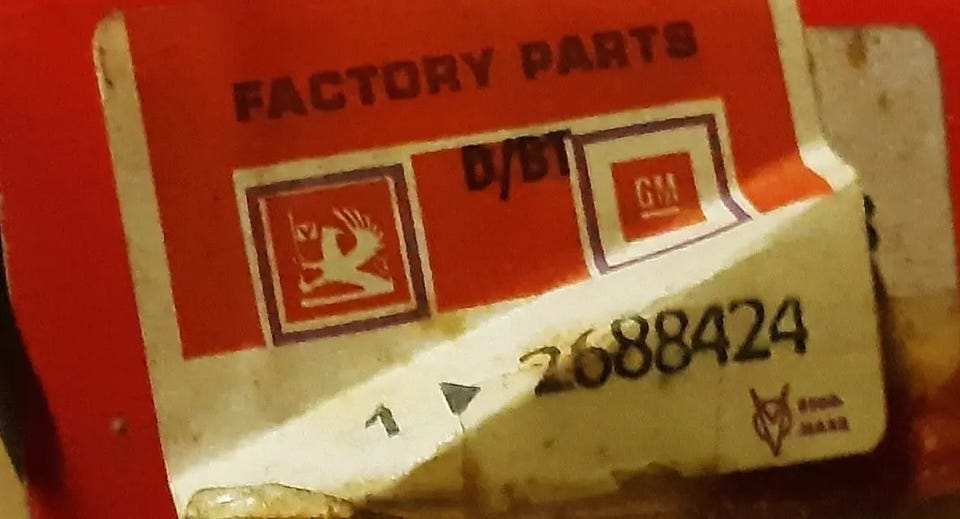 FACTORY PARTS
D/BT
GM
2688424
1